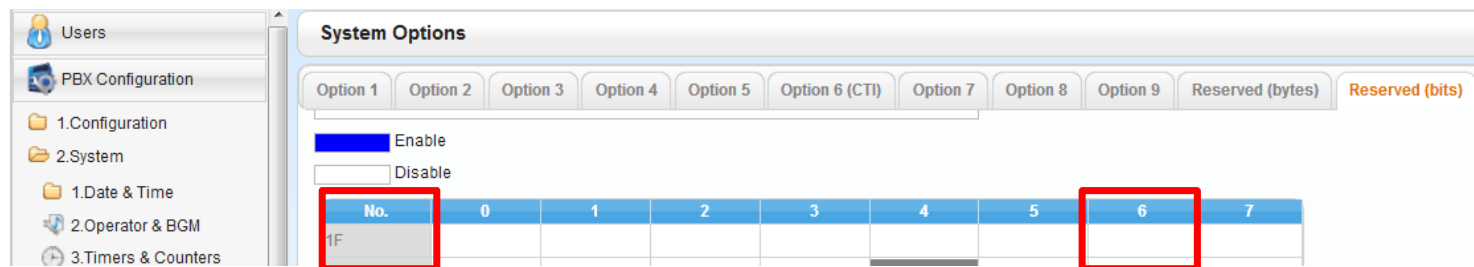 Users
PBX Configuration
1.Configuration
2.System
1.Date & Time
2.Operator & BGM
3.Timers & Counters
System Options
Option 1 Option 2 Option 3 Option 4 Option 5 Option 6 (CTI) Option 7 Option 8 Option 9 Reserved (bytes) Reserved (bits)
Enable
Disable
No. 0 1 2 3 4 5 6 7
1F